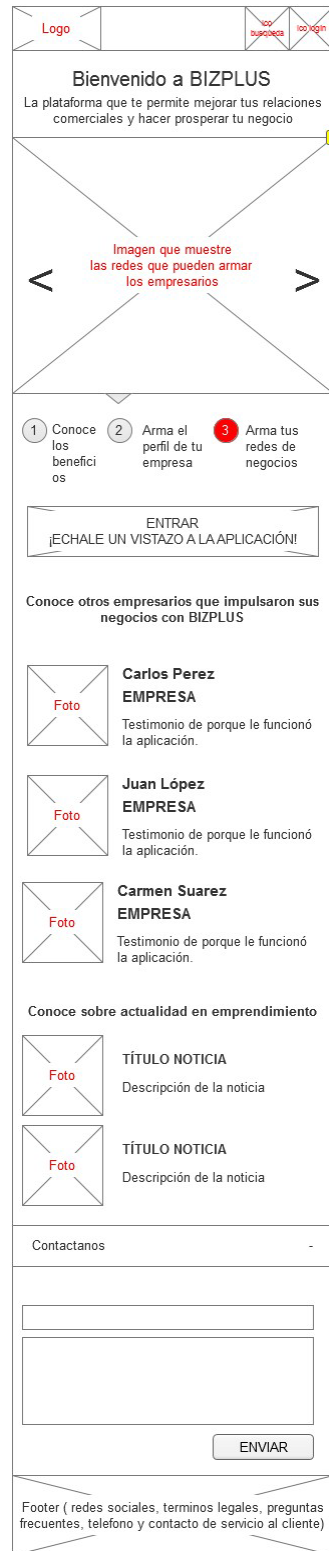 Logo
ico
busqueda
ico login
Bienvenido a BIZPLUS
La plataforma que te permite mejorar tus relaciones
comerciales y hacer prosperar tu negocio
Imagen que muestre
las redes que pueden armar
los empresarios
<
>
1 Conoce
los
benefici
os
2 Arma el
perfil de tu
empresa
3 Arma tus
redes de
negocios
ENTRAR
¡ECHALE UN VISTAZO A LA APLICACIÓN!
Conoce otros empresarios que impulsaron sus
negocios con BIZPLUS
Foto
Carlos Perez
EMPRESA
Testimonio de porque le funcionó
la aplicación.
Foto
Juan López
EMPRESA
Testimonio de porque le funcionó
la aplicación.
Foto
Carmen Suarez
EMPRESA
Testimonio de porque le funcionó
la aplicación.
Conoce sobre actualidad en emprendimiento
Foto
TÍTULO NOTICIA
Descripción de la noticia
Foto
TÍTULO NOTICIA
Descripción de la noticia
Contactanos -
ENVIAR
Footer ( redes sociales, terminos legales, preguntas
frecuentes, telefono y contacto de servicio al cliente)